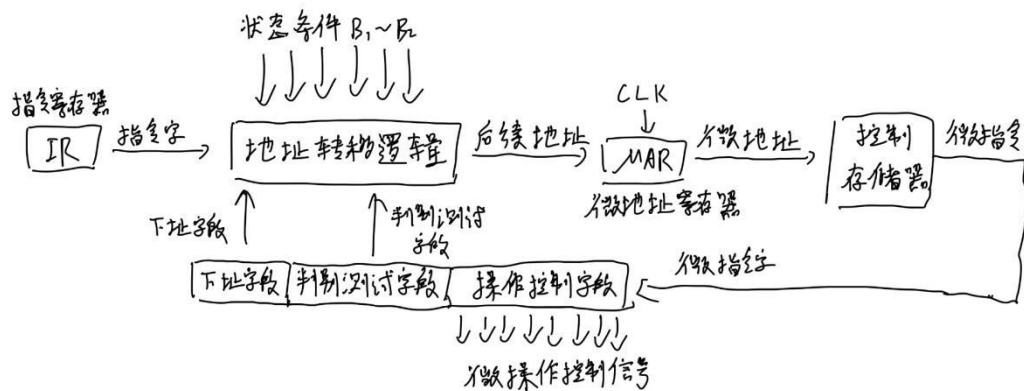 状态条件 B₁~B₂
指令寄存器
IR
指令字
地址转移逻辑
后续地址
CLK
μAR
微地址寄存器
微地址
控制
存储器
微指令
下址字段
判别测试
字段
下址字段
判别测试字段
操作控制字段
微指令字
微操作控制信号